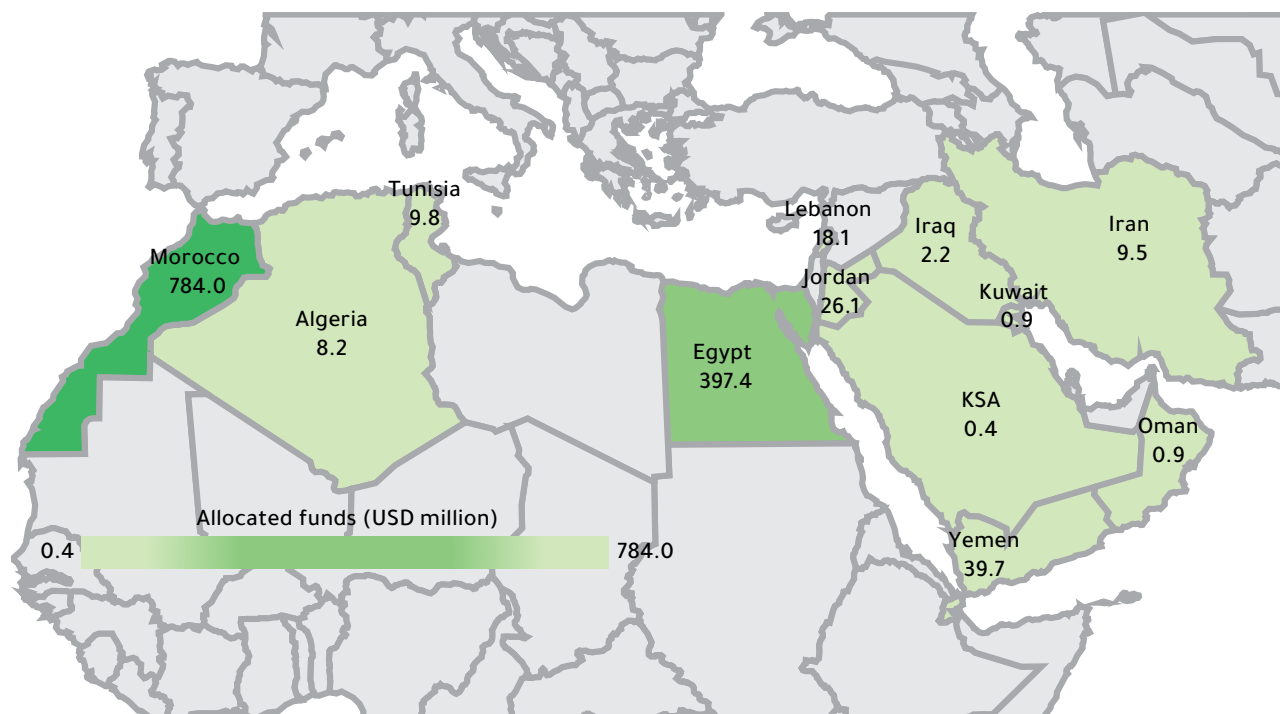 Tunisia
9.8
Lebanon
18.1
Iraq
2.2
Iran
9.5
Morocco
784.0
Jordan
26.1
Kuwait
0.9
Algeria
8.2
Egypt
397.4
KSA
0.4
Oman
0.9
Allocated funds (USD million)
0.4
784.0
Yemen
39.7